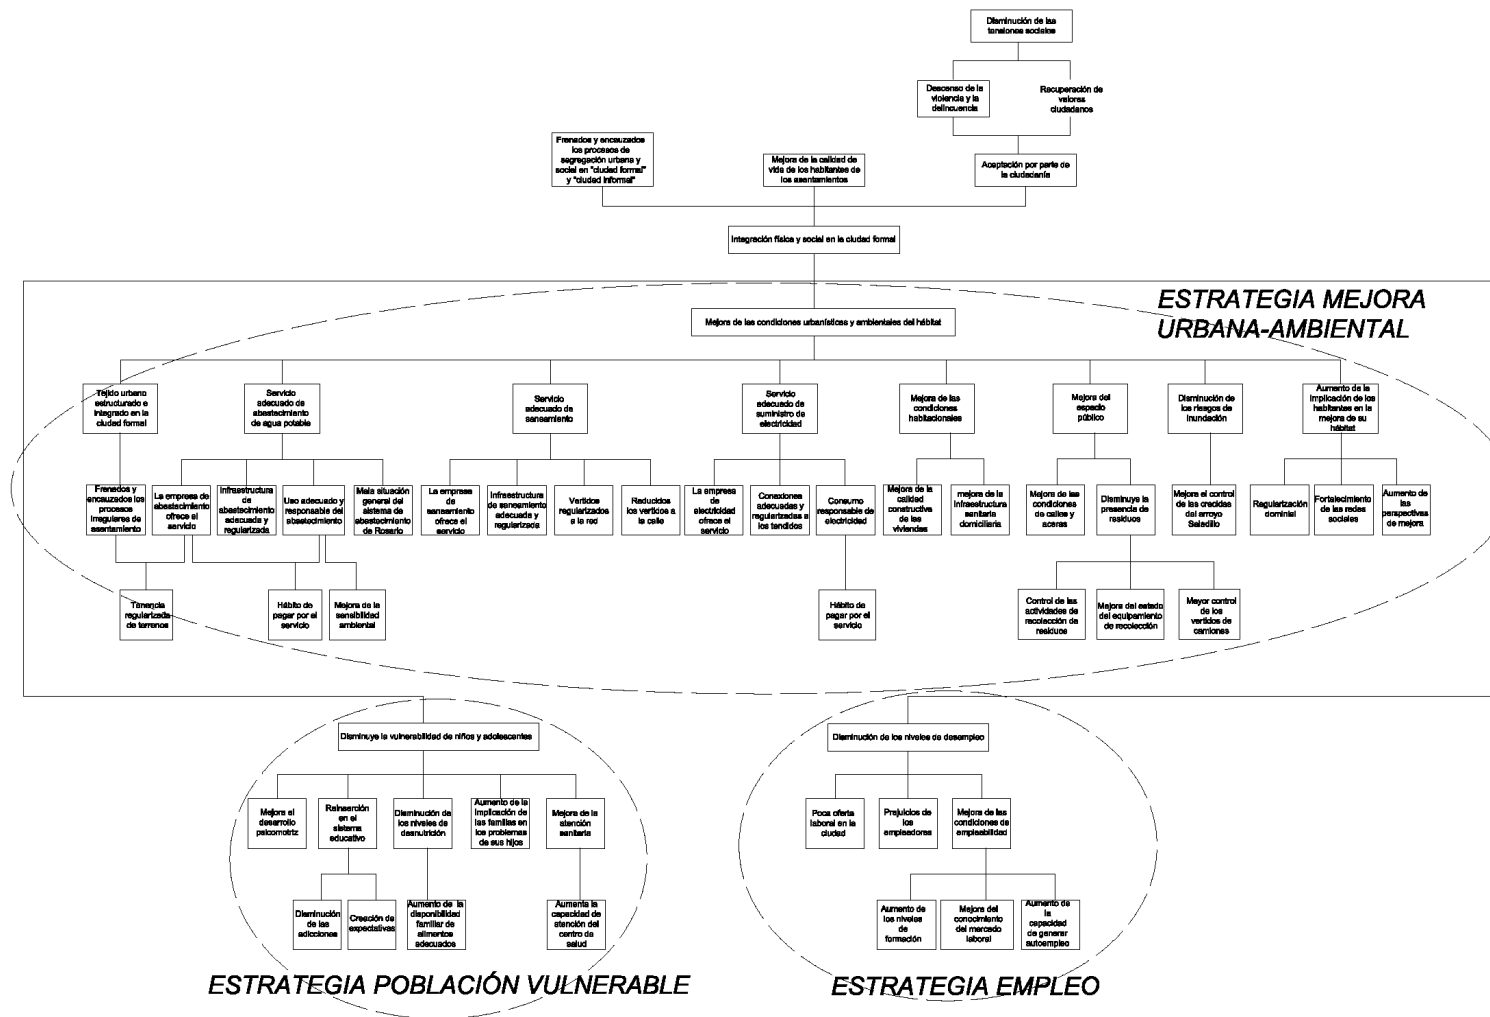 Disminución de las
tensiones sociales
Descenso de la
violencia y la
delincuencia
Recuperación de
valores
ciudadanos
Frenados y encauzados
los procesos de
segregación urbana y
social en "ciudad formal"
y "ciudad informal"
Mejora de la calidad de
vida de los habitantes de
los asentamientos
Aceptación por parte de
la ciudadanía
Integración física y social en la ciudad formal
ESTRATEGIA MEJORA
URBANA-AMBIENTAL
Mejora de las condiciones urbanísticas y ambientales del hábitat
Tejido urbano
estructurado e
integrado en la
ciudad formal
Servicio
adecuado de
abastecimiento
de agua potable
Servicio
adecuado de
saneamiento
Servicio
adecuado de
suministro de
electricidad
Mejora de las
condiciones
habitacionales
Mejora del
espacio
público
Disminución de
los riesgos de
inundación
Aumento de la
implicación de los
habitantes en la
mejora de su
hábitat
Frenados y
encauzados los
procesos
irregulares de
asentamiento
La empresa de
abastecimiento
ofrece el
servicio
Infraestructura
de
abastecimiento
adecuada y
regularizada
Uso adecuado y
responsable del
abastecimiento
Mala situación
general del
sistema de
abastecimiento
de Rosario
La empresa
de
saneamiento
ofrece el
servicio
Infraestructura
de saneamiento
adecuada y
regularizada
Vertidos
regularizados
a la red
Reducidos
los vertidos a
la calle
La empresa
de
electricidad
ofrece el
servicio
Conexiones
adecuadas y
regularizadas a
los tendidos
Consumo
responsable de
electricidad
Mejora de la
calidad
constructiva
de las
viviendas
mejora de la
infraestructura
sanitaria
domiciliaria
Mejora de las
condiciones
de calles y
aceras
Disminuye la
presencia de
residuos
Mejora el control
de las crecidas
del arroyo
Saladillo
Regularización
dominial
Fortalecimiento
de las redes
sociales
Aumento de
las
perspectivas
de mejora
Tenencia
regularizada
de terrenos
Hábito de
pagar por el
servicio
Mejora de la
sensibilidad
ambiental
Hábito de
pagar por el
servicio
Control de las
actividades de
recolección de
residuos
Mejora del estado
del equipamiento
de recolección
Mayor control
de los
vertidos de
camiones
Disminuye la vulnerabilidad de niños y adolescentes
Disminución de los niveles de desempleo
Mejora el
desarrollo
psicomotriz
Reinserción
en el
sistema
educativo
Disminución de
los niveles de
desnutrición
Aumento de la
implicación de
las familias en
los problemas
de sus hijos
Mejora de la
atención
sanitaria
Poca oferta
laboral en la
ciudad
Prejuicios de
los
empleadores
Mejora de las
condiciones de
empleabilidad
Disminución
de las
adicciones
Creación de
expectativas
Aumento de la
disponibilidad
familiar de
alimentos
adecuados
Aumenta la
capacidad de
atención del
centro de
salud
Aumento de
los niveles
de
formación
Mejora del
conocimiento
del mercado
laboral
Aumento de
la
capacidad
de generar
autoempleo
ESTRATEGIA POBLACIÓN VULNERABLE
ESTRATEGIA EMPLEO